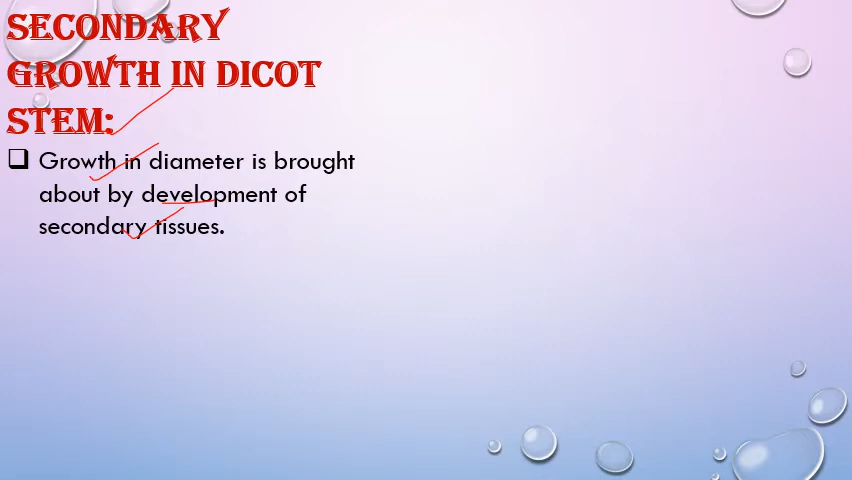 SECONDARY
GROWTH IN DICOT
STEM:
❑ Growth in diameter is brought
about by development of
secondary tissues.